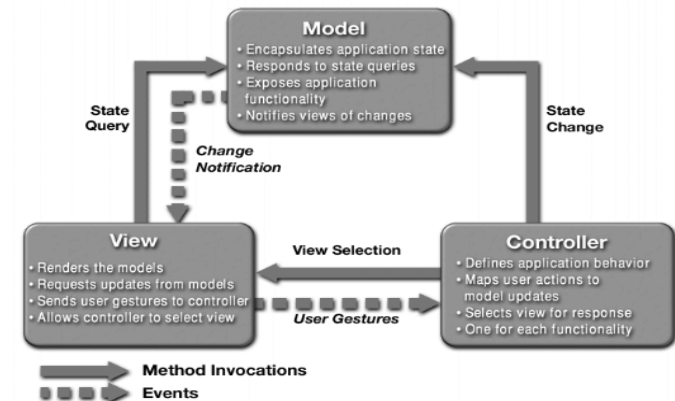 Model
• Encapsulates application state
• Responds to state queries
• Exposes application
functionality
• Notifies views of changes
State
Query
Change
Notification
State
Change
View
• Renders the models
• Requests updates from models
• Sends user gestures to controller
• Allows controller to select view
View Selection
User Gestures
Controller
• Defines application behavior
• Maps user actions to
model updates
• Selects view for response
• One for each functionality
Method Invocations
Events